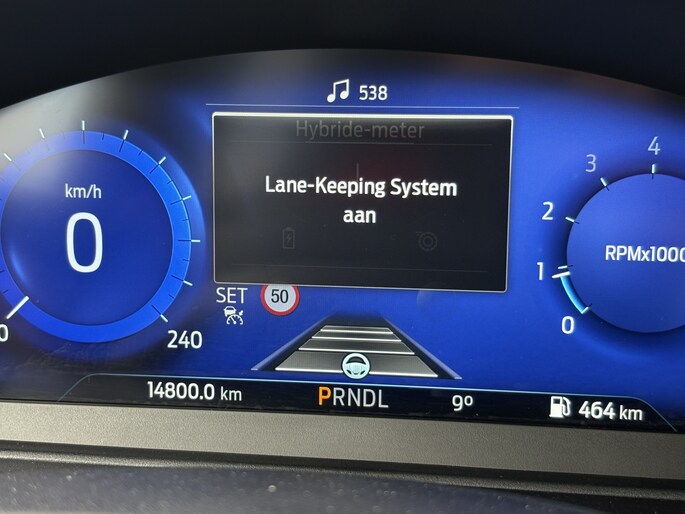 538
Hybride-meter
Lane-Keeping System
aan
km/h
0
0
240
SET
50
4
3
2
1
0
RPMx1000
14800.0 km
PRNDL
9°
464 km